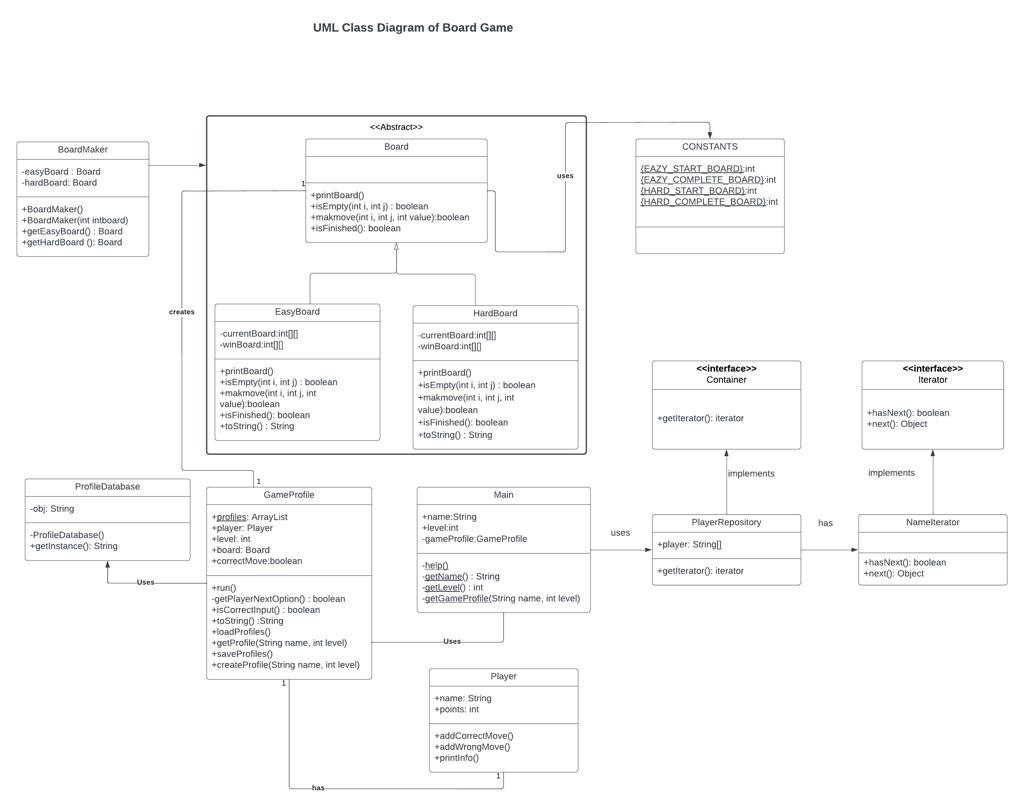 UML Class Diagram of Board Game
<<Abstract>>
Board
+printBoard()
+isEmpty(int i, int j) : boolean
+makmove(int i, int j, int value):boolean
+isFinished(): boolean
BoardMaker
-easyBoard : Board
-hardBoard: Board
+BoardMaker()
+BoardMaker(int intboard)
+getEasyBoard() : Board
+getHardBoard (): Board
1
uses
CONSTANTS
{EAZY_START_BOARD};int
{EAZY_COMPLETE_BOARD}:int
{HARD_START_BOARD}:int
{HARD_COMPLETE_BOARD}:int
creates
EasyBoard
-currentBoard:int[][]
-winBoard:int[][]
+printBoard()
+isEmpty(int i, int j) : boolean
+makmove(int i, int j, int
value):boolean
+isFinished(): boolean
+toString() : String
HardBoard
-currentBoard:int[][]
-winBoard:int[][]
+printBoard()
+isEmpty(int i, int j) : boolean
+makmove(int i, int j, int
value):boolean
+isFinished(): boolean
+toString() : String
<<interface>>
Container
+getIterator(): iterator
<<interface>>
Iterator
+hasNext(): boolean
+next(): Object
implements
implements
1
ProfileDatabase
-obj: String
-ProfileDatabase()
+getInstance(): String
Uses
GameProfile
+profiles: ArrayList
+player: Player
+level: int
+board: Board
+correctMove:boolean
+run()
-getPlayerNextOption() : boolean
+isCorrectInput() : boolean
+toString() :String
+loadProfiles()
+getProfile(String name, int level)
+saveProfiles()
+createProfile(String name, int level)
Main
+name:String
+level:int
-gameProfile:GameProfile
-help()
-getName() : String
-getLevel() : int
-getGameProfile(String name, int level)
uses
PlayerRepository
+player: String[]
+getIterator(): iterator
has
NameIterator
+hasNext(): boolean
+next(): Object
Uses
1
Player
+name: String
+points: int
+addCorrectMove()
+addWrongMove()
+printInfo()
1
has